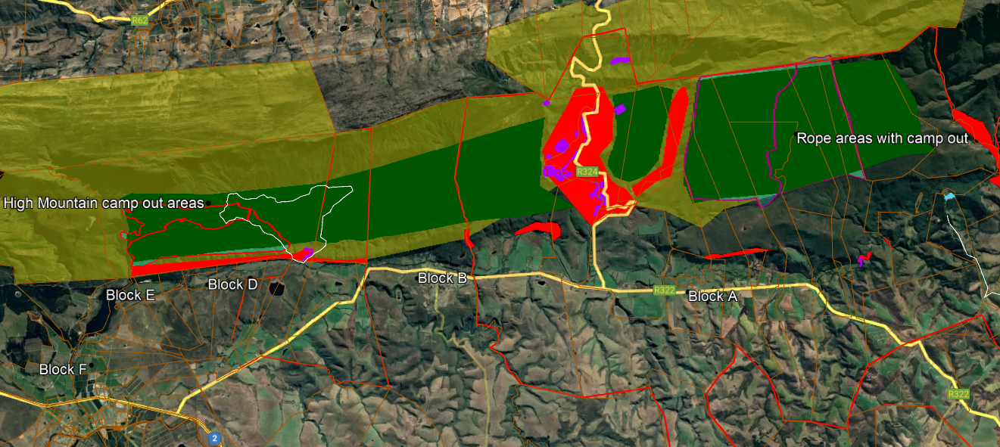 R62
Rope areas with camp out
R324
High Mountain camp out areas
Block B
Block D
Block E
R322
Block A
Block F
R322
2